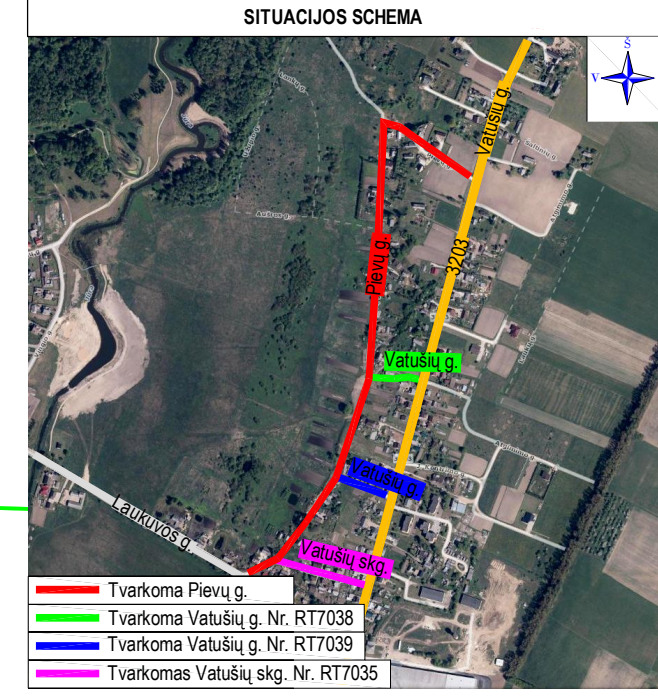 SITUACIJOS SCHEMA
Š
V
Vatušių g.
Aušros g.
3203
Pievų g.
Vatušių g.
Vatušių g.
Laukuvos g.
Vatušių skg.
Tvarkoma Pievų g.
Tvarkoma Vatušių g. Nr. RT7038
Tvarkoma Vatušių g. Nr. RT7039
Tvarkomas Vatušių skg. Nr. RT7035